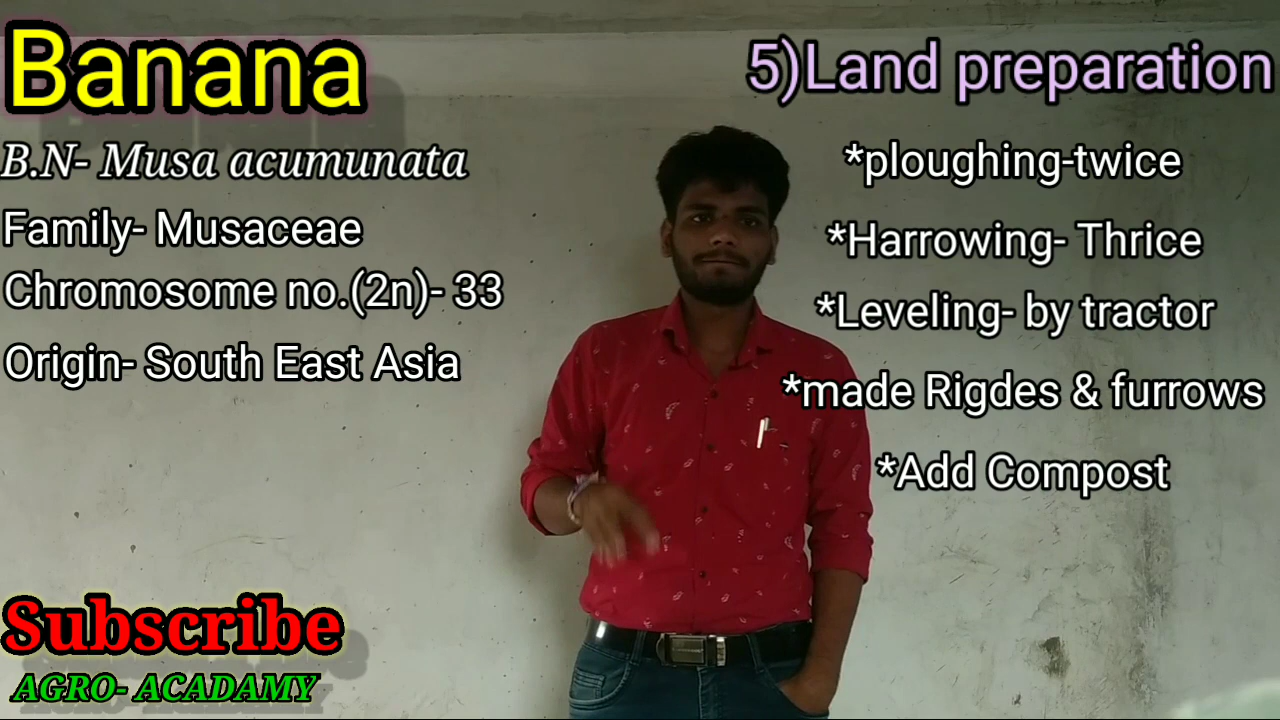 Banana
B.N- Musa acumunata
Family- Musaceae
Chromosome no.(2n)- 33
Origin- South East Asia
5)Land preparation
*ploughing-twice
*Harrowing- Thrice
*Leveling- by tractor
*made Rigdes & furrows
*Add Compost
Subscribe
AGRO- ACADAMY